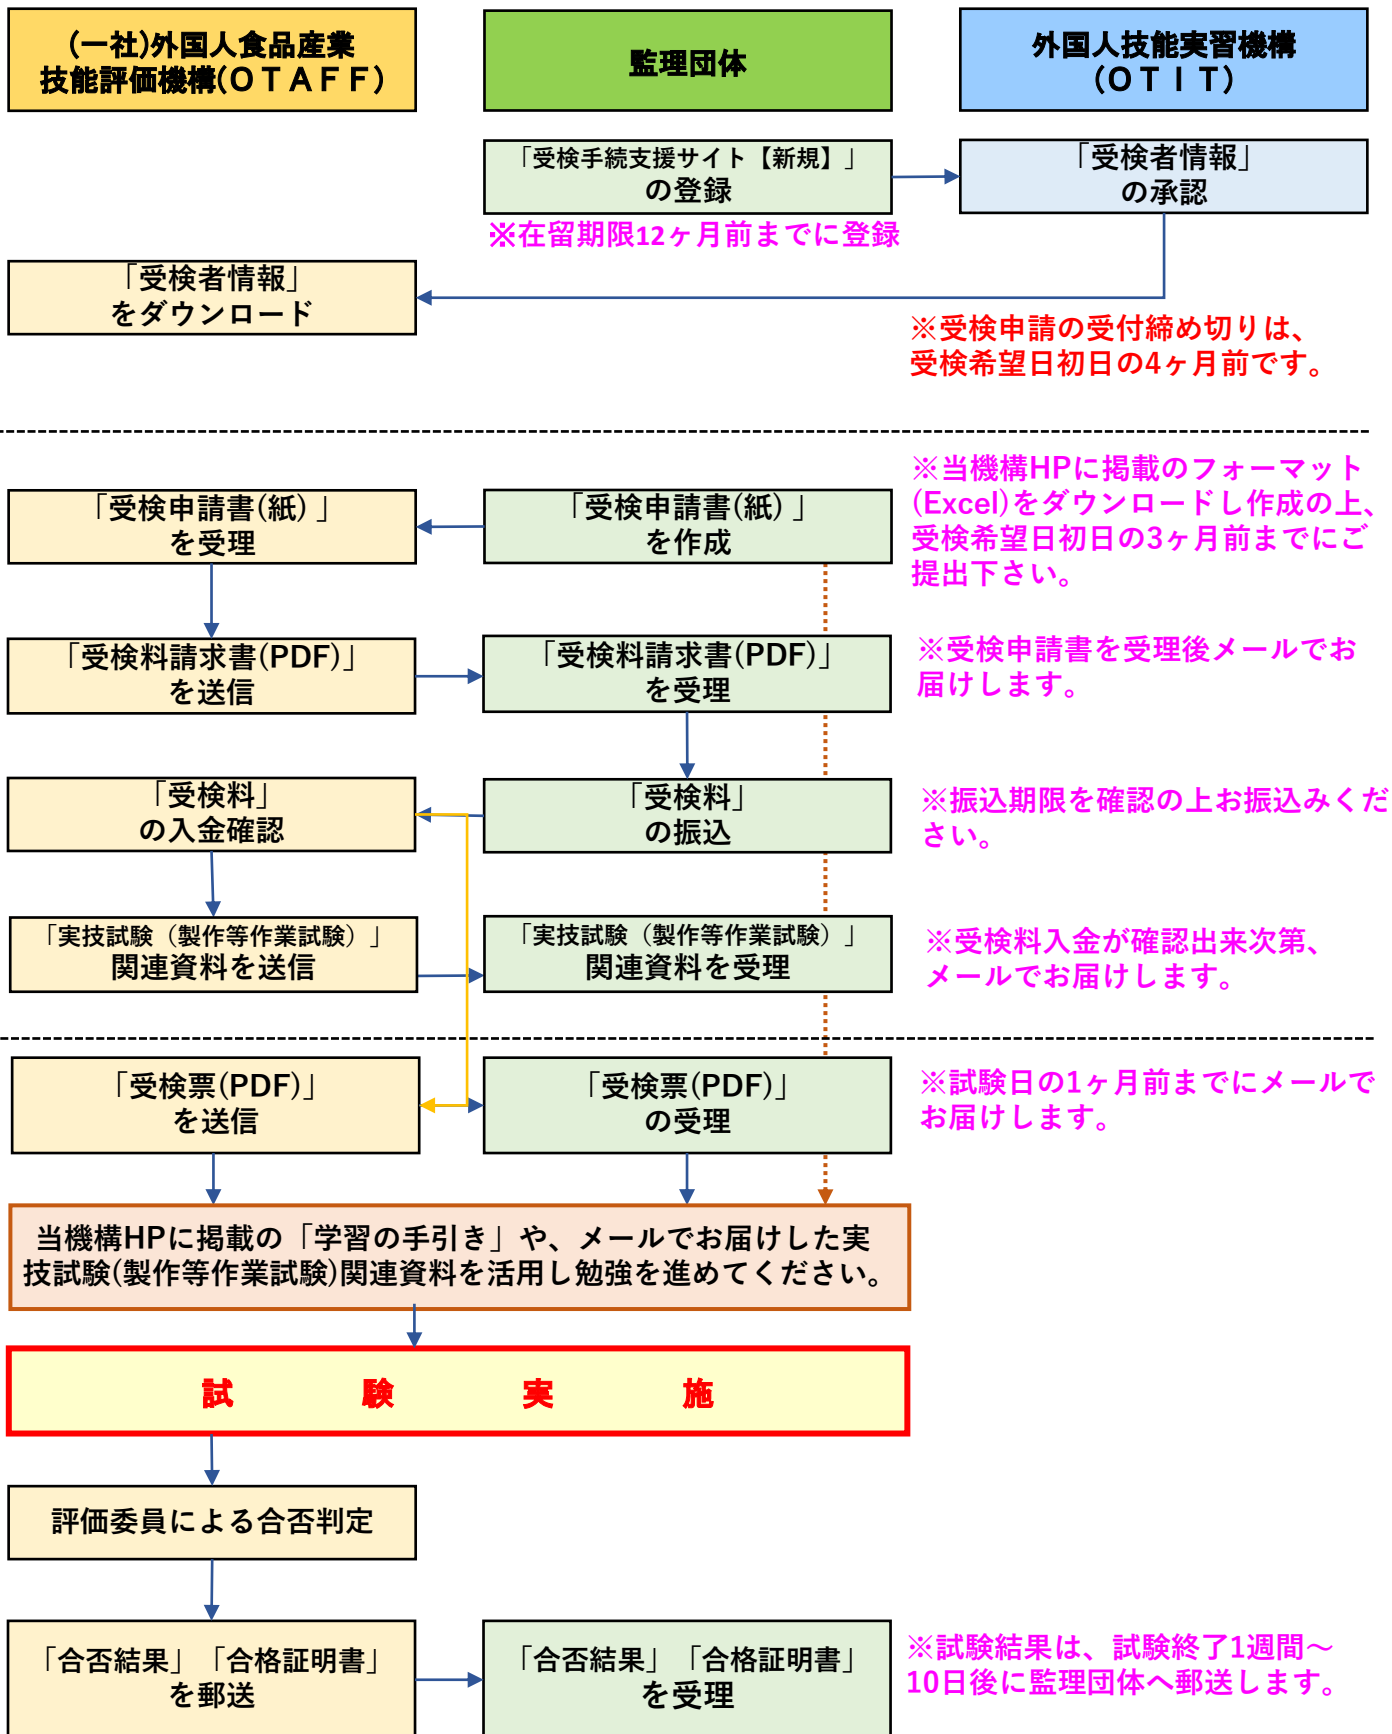 (一社)外国人食品産業
技能評価機構(OTAFF)
監理団体
外国人技能実習機構
(OTIT)
「受検手続支援サイト【新規】」
の登録
「受検者情報」
の承認
※在留期限12ヶ月前までに登録
「受検者情報」
をダウンロード
※受検申請の受付締め切りは、
受検希望日初日の4ヶ月前です。
「受検申請書(紙)」
を受理
「受検申請書(紙)」
を作成
※当機構HPに掲載のフォーマット
(Excel)をダウンロードし作成の上、
受検希望日初日の3ヶ月前までにご
提出下さい。
「受検料請求書(PDF)」
を送信
「受検料請求書(PDF)」
を受理
※受検申請書を受理後メールでお
届けします。
「受検料」
の入金確認
「受検料」
の振込
※振込期限を確認の上お振込みくだ
さい。
「実技試験（製作等作業試験）」
関連資料を送信
「実技試験（製作等作業試験）」
関連資料を受理
※受検料入金が確認出来次第、
メールでお届けします。
「受検票(PDF)」
を送信
「受検票(PDF)」
の受理
※試験日の1ヶ月前までにメールで
お届けします。
当機構HPに掲載の「学習の手引き」や、メールでお届けした実
技試験(製作等作業試験)関連資料を活用し勉強を進めてください。
試験実施
評価委員による合否判定
「合否結果」「合格証明書」
を郵送
「合否結果」「合格証明書」
を受理
※試験結果は、試験終了1週間～
10日後に監理団体へ郵送します。